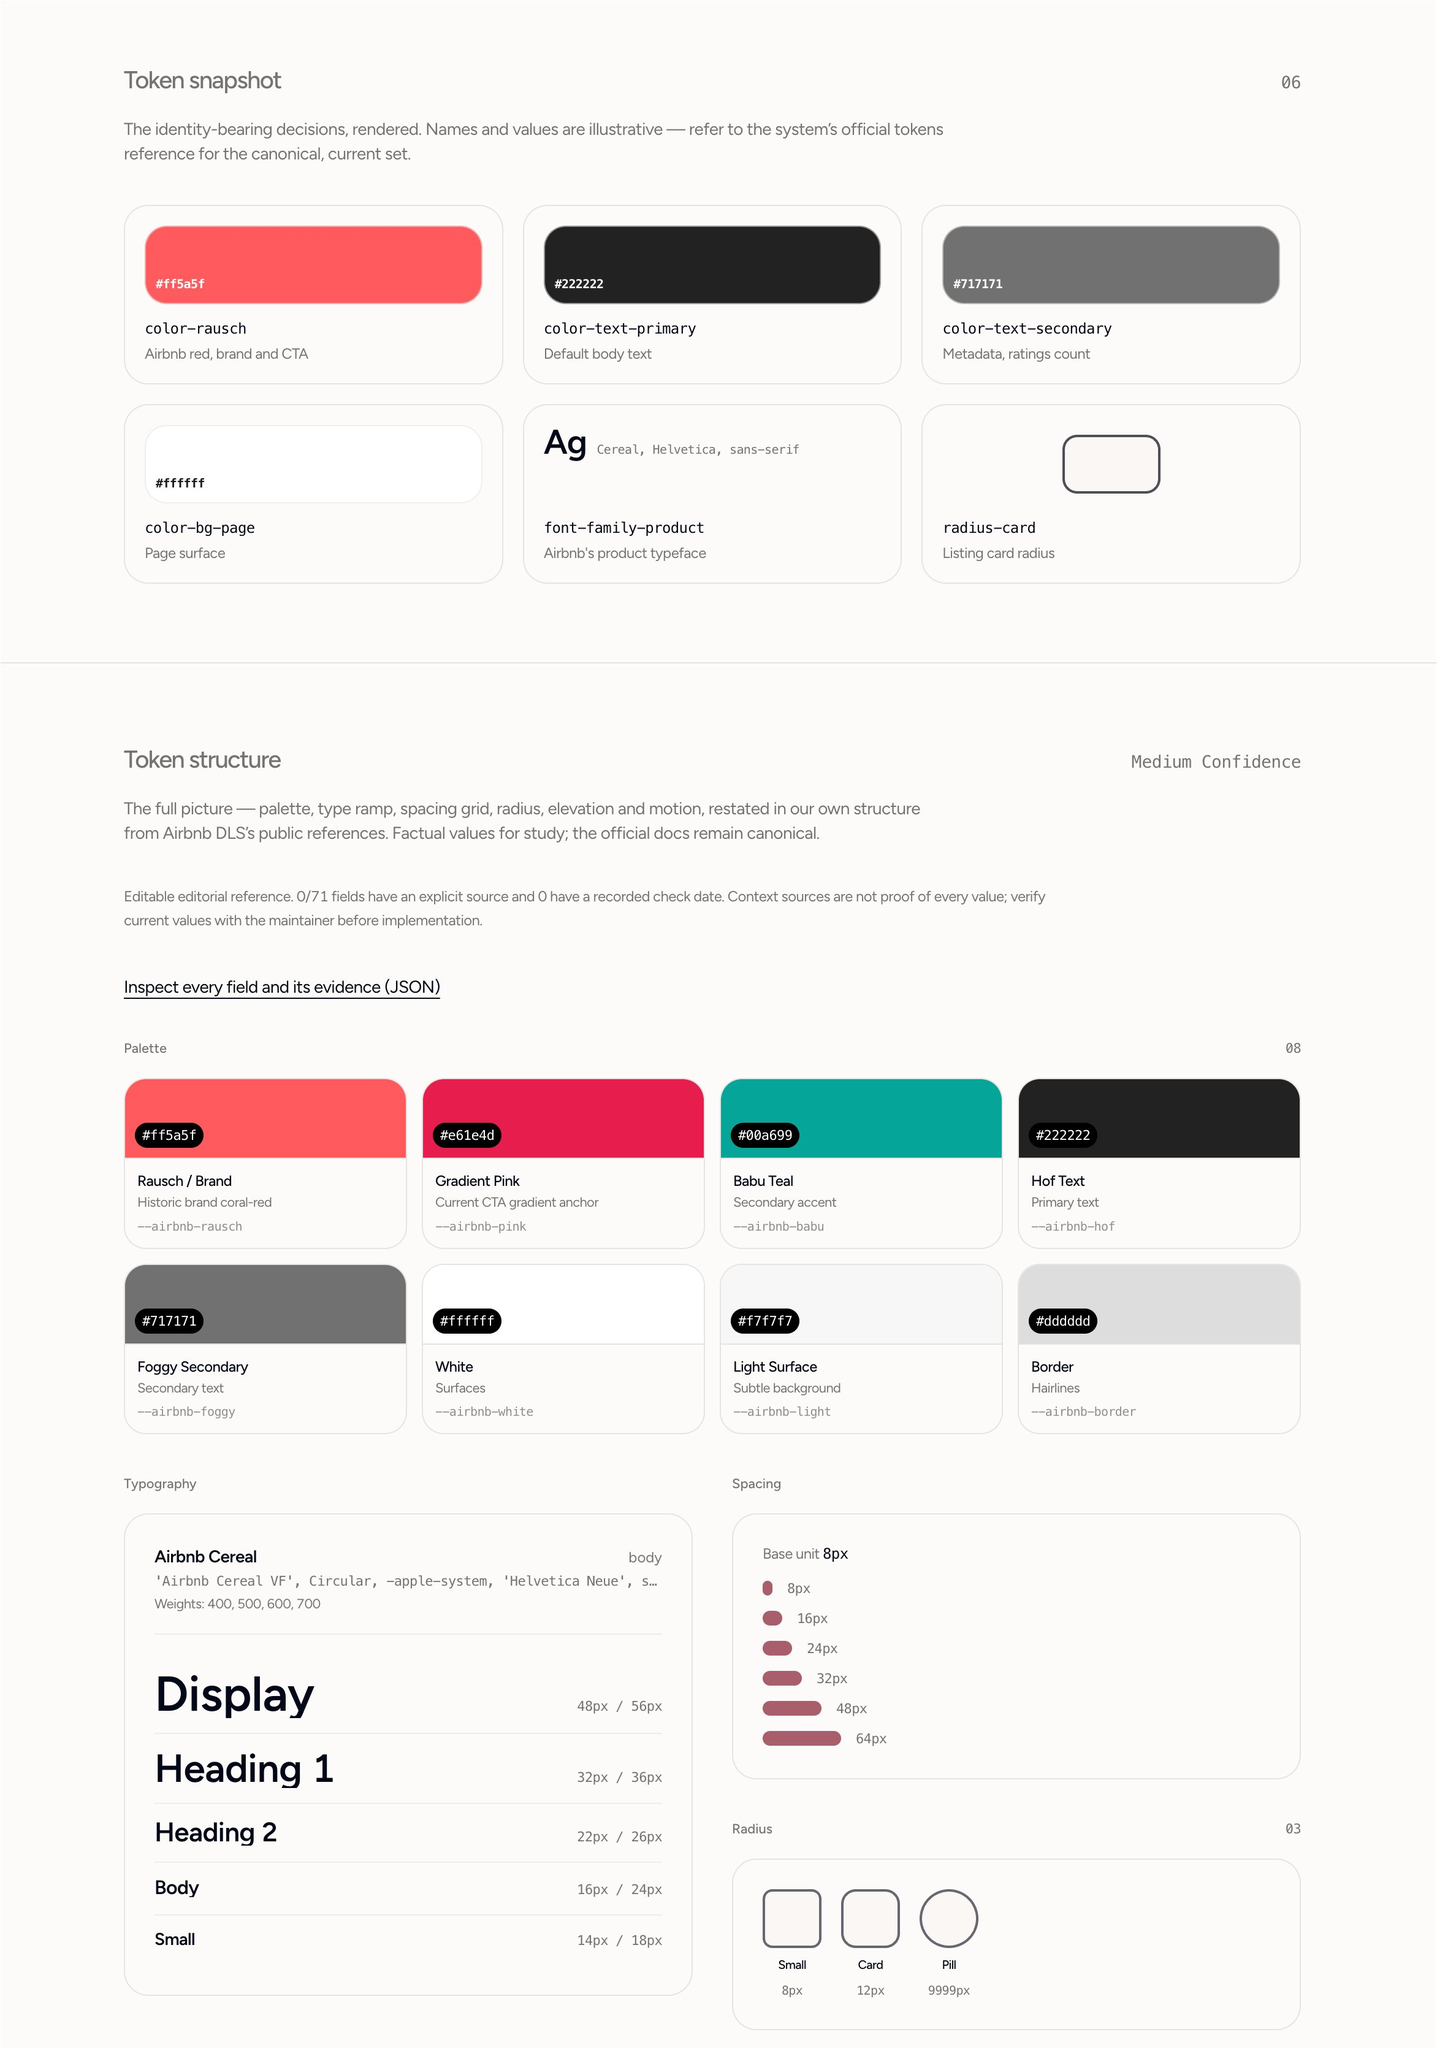 Token snapshot
06
The identity-bearing decisions, rendered. Names and values are illustrative — refer to the system’s official tokens
reference for the canonical, current set.
#ff5a5f
color-rausch
Airbnb red, brand and CTA
#222222
color-text-primary
Default body text
#717171
color-text-secondary
Metadata, ratings count
#ffffff
color-bg-page
Page surface
Ag Cereal, Helvetica, sans-serif
font-family-product
Airbnb's product typeface
radius-card
Listing card radius
Token structure
Medium Confidence
The full picture — palette, type ramp, spacing grid, radius, elevation and motion, restated in our own structure
from Airbnb DLS’s public references. Factual values for study; the official docs remain canonical.
Editable editorial reference. 0/71 fields have an explicit source and 0 have a recorded check date. Context sources are not proof of every value; verify
current values with the maintainer before implementation.
Inspect every field and its evidence (JSON)
Palette
08
#ff5a5f
Rausch / Brand
Historic brand coral-red
--airbnb-rausch
#e61e4d
Gradient Pink
Current CTA gradient anchor
--airbnb-pink
#00a699
Babu Teal
Secondary accent
--airbnb-babu
#222222
Hof Text
Primary text
--airbnb-hof
#717171
Foggy Secondary
Secondary text
--airbnb-foggy
#ffffff
White
Surfaces
--airbnb-white
#f7f7f7
Light Surface
Subtle background
--airbnb-light
#dddddd
Border
Hairlines
--airbnb-border
Typography
Airbnb Cereal
body
'Airbnb Cereal VF', Circular, -apple-system, 'Helvetica Neue', s…
Weights: 400, 500, 600, 700
Display
48px / 56px
Heading 1
32px / 36px
Heading 2
22px / 26px
Body
16px / 24px
Small
14px / 18px
Spacing
Base unit 8px
8px
16px
24px
32px
48px
64px
Radius
03
Small
8px
Card
12px
Pill
9999px